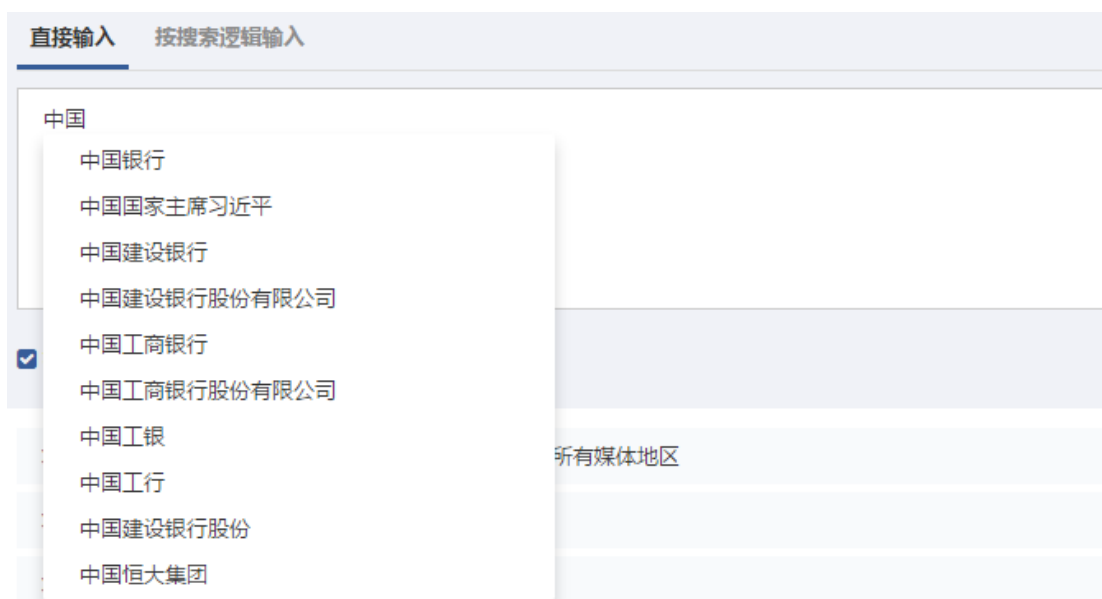 直接输入 按搜索逻辑输入
中国
中国银行
中国国家主席习近平
中国建设银行
中国建设银行股份有限公司
中国工商银行
中国工商银行股份有限公司
中国工银
所有媒体地区
中国工行
中国建设银行股份
中国恒大集团